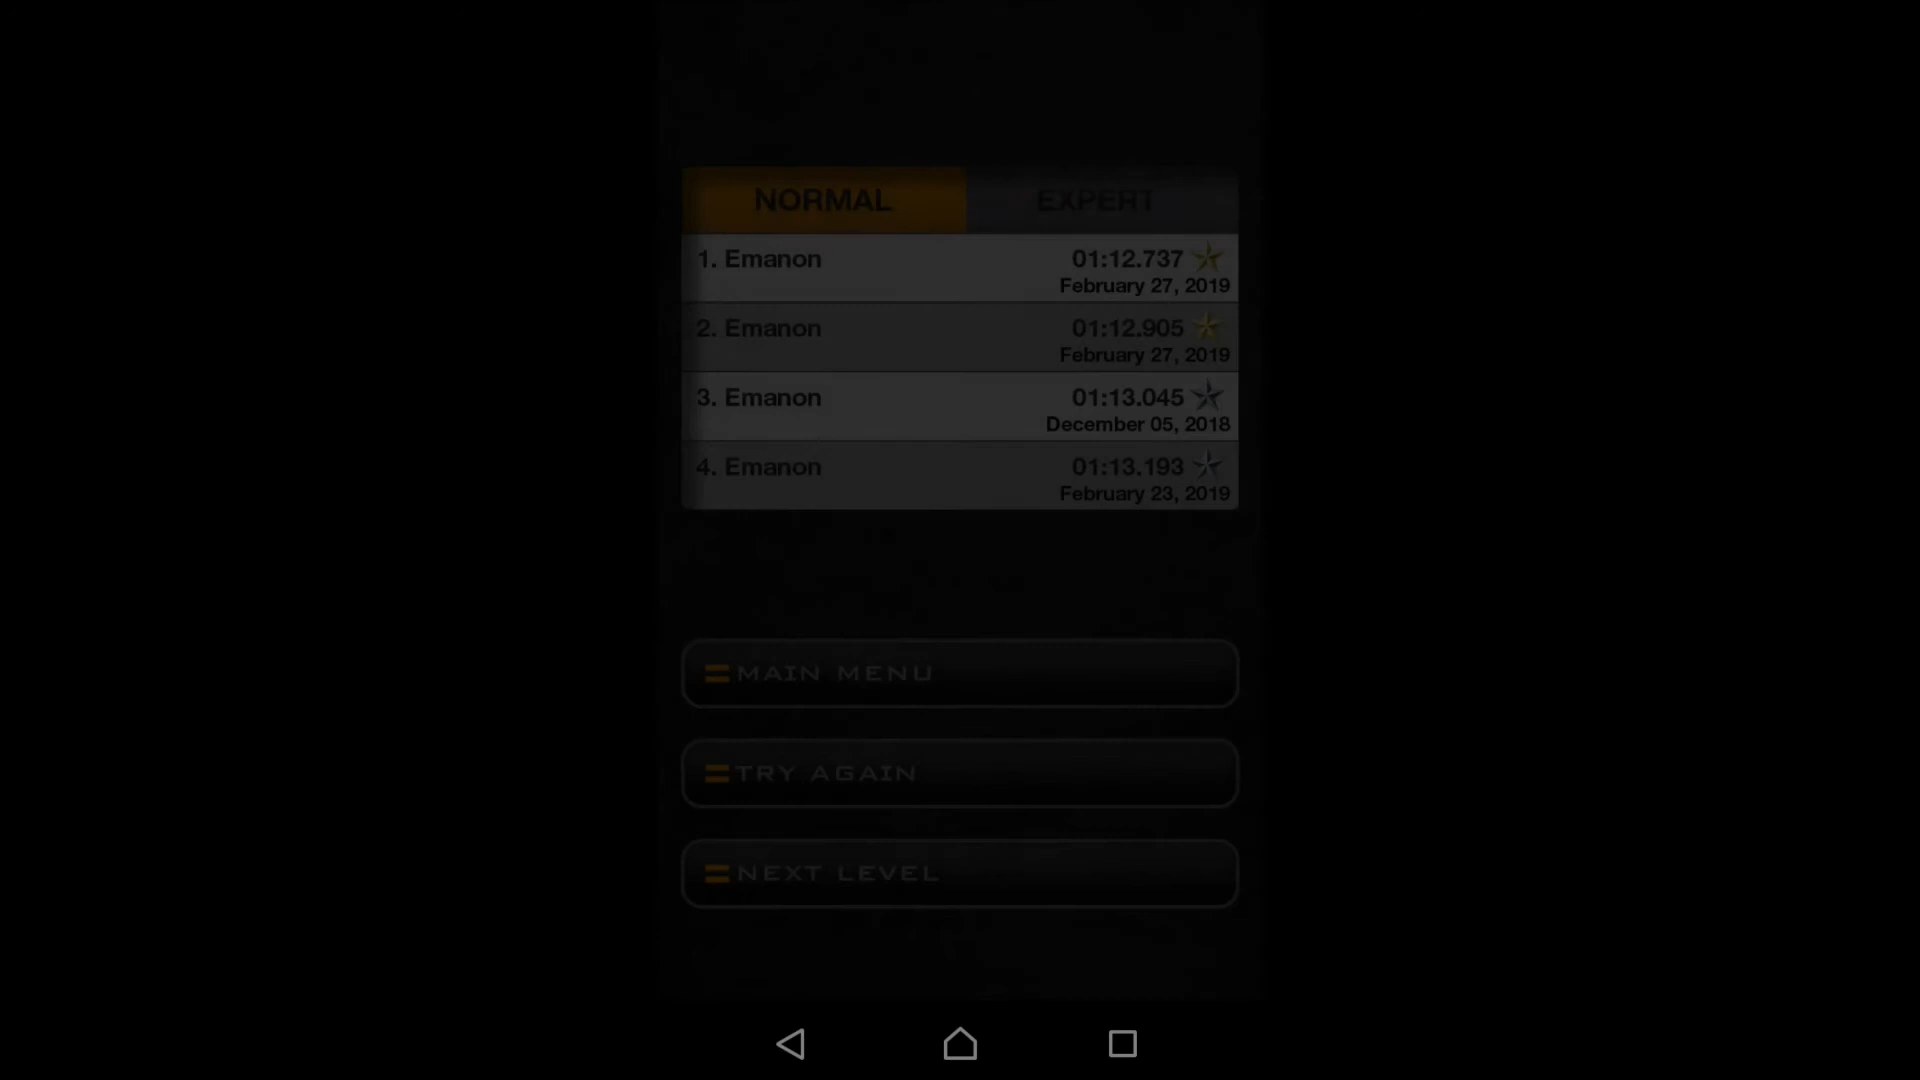 NORMAL EXPERT
1. Emanon 01:12.737
February 27, 2019
2. Emanon 01:12.905
February 27, 2019
3. Emanon 01:13.045
December 05, 2018
4. Emanon 01:13.193
February 23, 2019
MAIN MENU
TRY AGAIN
NEXT LEVEL